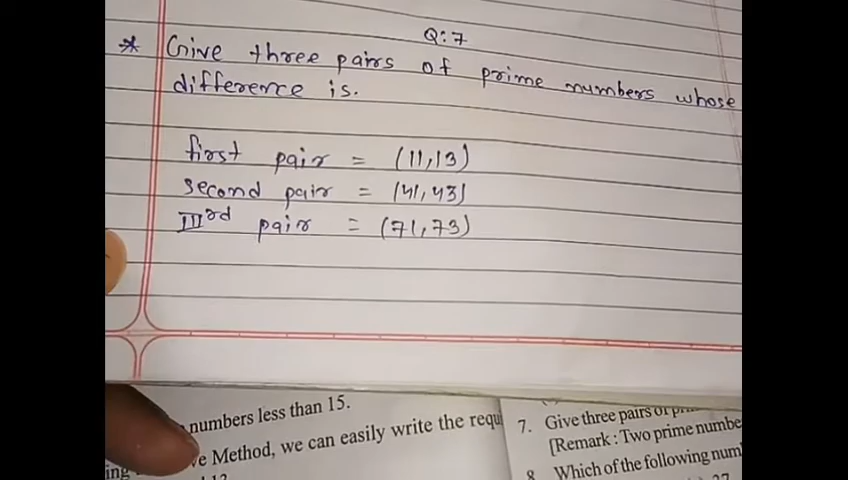 Q:7
* Give three pairs of prime numbers whose
difference is.
first pair = (11,13)
second pair = (41,43)
IIIrd pair = (71,73)
numbers less than 15.
Method, we can easily write the requ
7. Give three pairs of
[Remark : Two prime numbe
8 Which of the following num